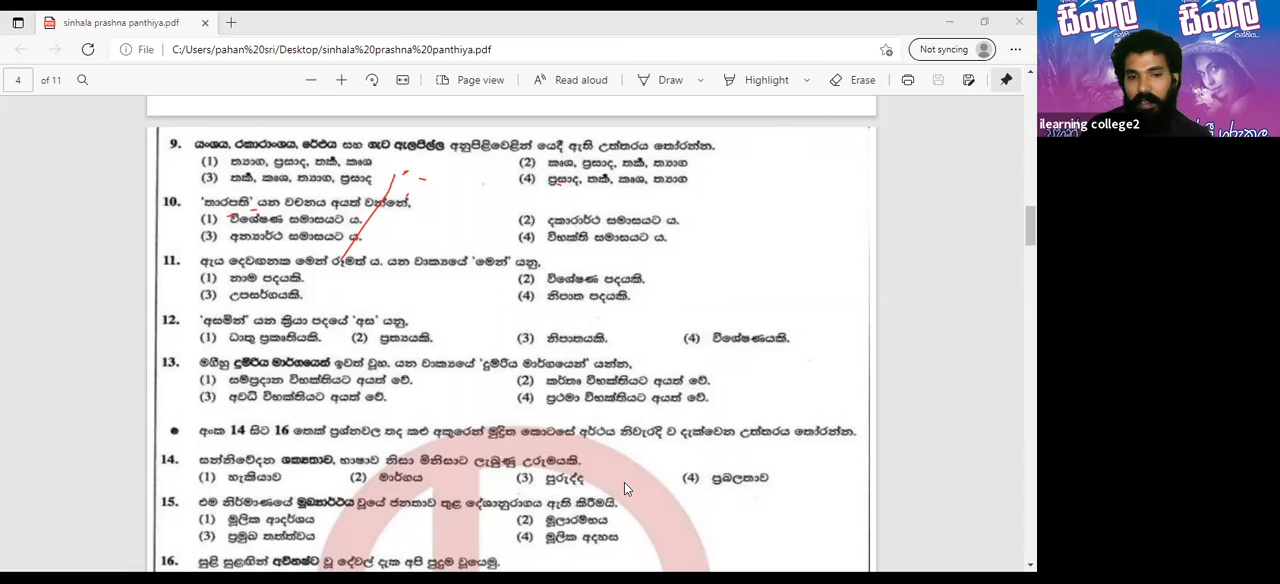 sinhala prashna panthiya.pdf
File C:/Users/pahan%20sri/Desktop/sinhala%20prashna%20panthiya.pdf Not syncing
4 of 11 Page view Read aloud Draw Highlight Erase
සිංහල සිංහල
ilearning college2
9. යංශය, රකාරාංශය, රේඵය සහ ගැට ඇලපිල්ල අනුපිළිවෙළින් යෙදී ඇති උත්තරය තෝරන්න.
(1) ත්‍යාග, ප්‍රසාද, තර්ක, කෘශ (2) කෘශ, ප්‍රසාද, තර්ක, ත්‍යාග
(3) තර්ක, කෘශ, ත්‍යාග, ප්‍රසාද (4) ප්‍රසාද, තර්ක, කෘශ, ත්‍යාග
10. 'තාරපති' යන වචනය අයත් වන්නේ,
(1) විශේෂණ සමාසයට ය. (2) දකාරාර්ථ සමාසයට ය.
(3) අන්‍යාර්ථ සමාසයට ය. (4) විභක්ති සමාසයට ය.
11. ඇය දෙවඟනක මෙන් රූමත් ය. යන වාක්‍යයේ 'මෙන්' යනු,
(1) නාම පදයකි. (2) විශේෂණ පදයකි.
(3) උපසර්ගයකි. (4) නිපාත පදයකි.
12. 'අසමින්' යන ක්‍රියා පදයේ 'අස' යනු,
(1) ධාතු ප්‍රකෘතියකි. (2) ප්‍රත්‍යයකි. (3) නිපාතයකි. (4) විශේෂණයකි.
13. මගීහු දුම්රිය මාර්ගයෙන් ඉවත් වූහ. යන වාක්‍යයේ 'දුම්රිය මාර්ගයෙන්' යන්න,
(1) සම්ප්‍රදාන විභක්තියට අයත් වේ. (2) කර්තෘ විභක්තියට අයත් වේ.
(3) අවධි විභක්තියට අයත් වේ. (4) ප්‍රථමා විභක්තියට අයත් වේ.
● අංක 14 සිට 16 තෙක් ප්‍රශ්නවල තද කළු අකුරෙන් මුද්‍රිත කොටසේ අර්ථය නිවැරදි ව දැක්වෙන උත්තරය තෝරන්න.
14. සන්නිවේදන ශක්‍යතාව, භාෂාව නිසා මිනිසාට ලැබුණු උරුමයකි.
(1) හැකියාව (2) මාර්ගය (3) පුරුද්ද (4) ප්‍රබලතාව
15. එම නිර්මාණයේ මුඛ්‍යාර්ථය වූයේ ජනතාව තුළ දේශානුරාගය ඇති කිරීමයි.
(1) මූලික ආදර්ශය (2) මූලාරම්භය
(3) ප්‍රමුඛ තත්ත්වය (4) මූලික අදහස
16. සුළි සුළඟින් අවිනෂ්ට වූ දේවල් දැක අපි පුදුම වූයෙමු.